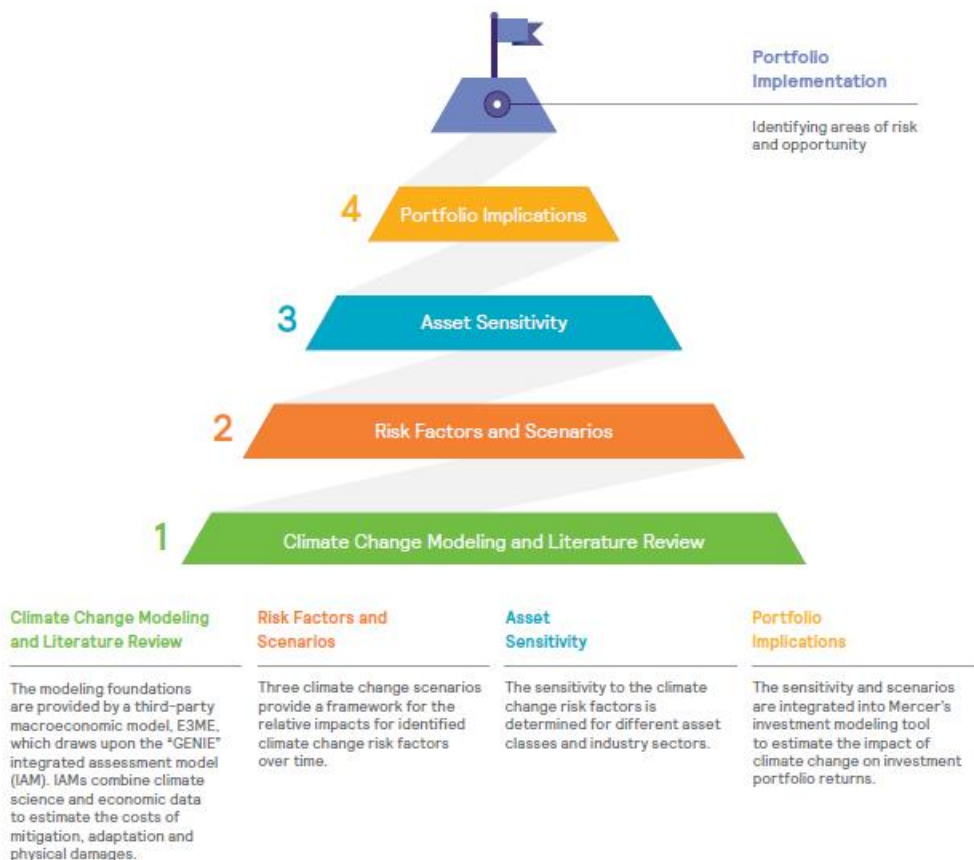 Portfolio
Implementation
Identifying areas of risk
and opportunity
4
Portfolio Implications
3
Asset Sensitivity
2
Risk Factors and Scenarios
1
Climate Change Modeling and Literature Review
Climate Change Modeling
and Literature Review
The modeling foundations
are provided by a third-party
macroeconomic model, E3ME,
which draws upon the “GENIE”
integrated assessment model
(IAM). IAMs combine climate
science and economic data
to estimate the costs of
mitigation, adaptation and
physical damages.
Risk Factors and
Scenarios
Three climate change scenarios
provide a framework for the
relative impacts for identified
climate change risk factors
over time.
Asset
Sensitivity
The sensitivity to the climate
change risk factors is
determined for different asset
classes and industry sectors.
Portfolio
Implications
The sensitivity and scenarios
are integrated into Mercer’s
investment modeling tool
to estimate the impact of
climate change on investment
portfolio returns.